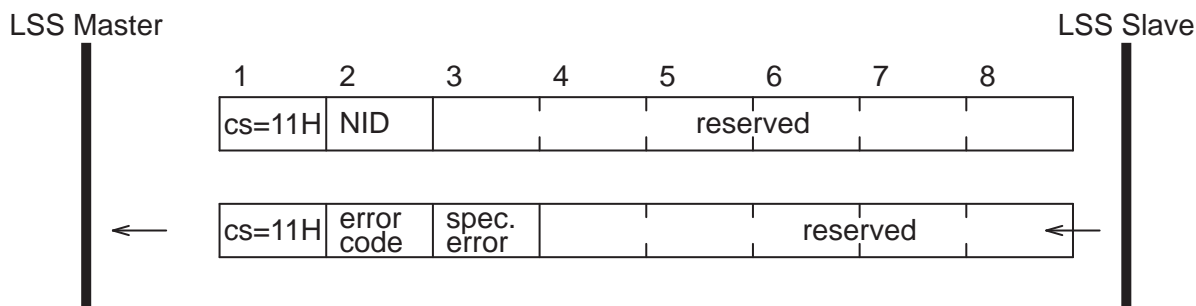 LSS Master LSS Slave
1 2 3 4 5 6 7 8
cs=11H NID reserved
cs=11H error code spec. error reserved